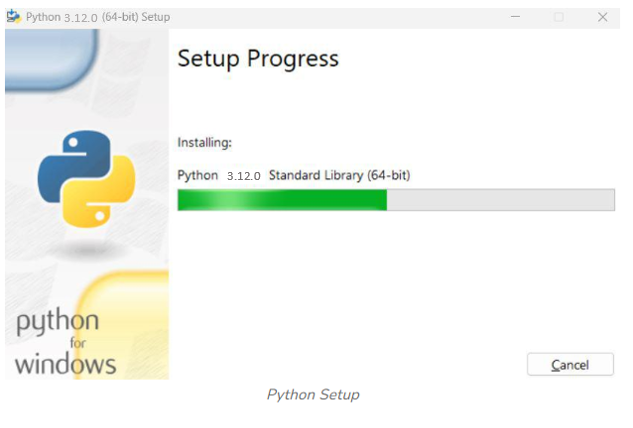 Python 3.12.0 (64-bit) Setup
Setup Progress
Installing:
Python 3.12.0 Standard Library (64-bit)
python
for
windows
Cancel
Python Setup